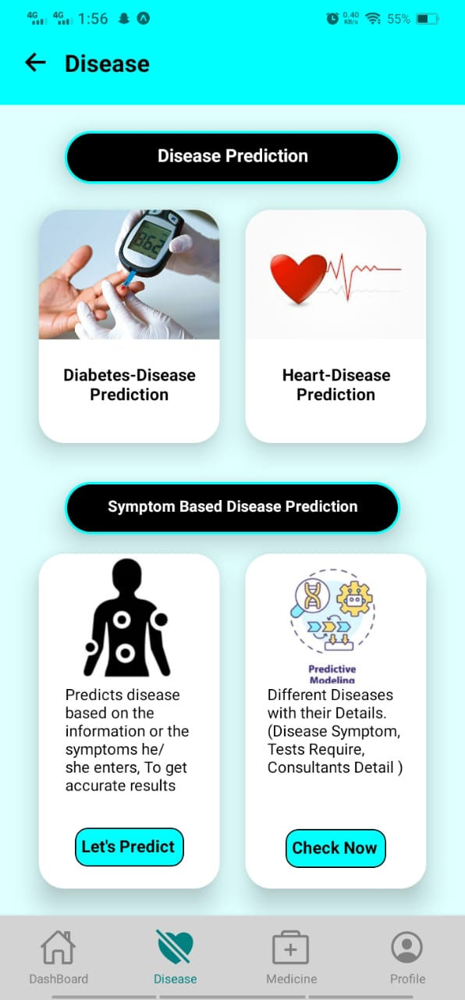 4G 4G 1:56 0.40 KB/s 55%
Disease
Disease Prediction
862
Diabetes-Disease
Prediction
Heart-Disease
Prediction
Symptom Based Disease Prediction
Predicts disease
based on the
information or the
symptoms he/
she enters, To get
accurate results
Let's Predict
Predictive
Modeling
Different Diseases
with their Details.
(Disease Symptom,
Tests Require,
Consultants Detail )
Check Now
DashBoard
Disease
Medicine
Profile